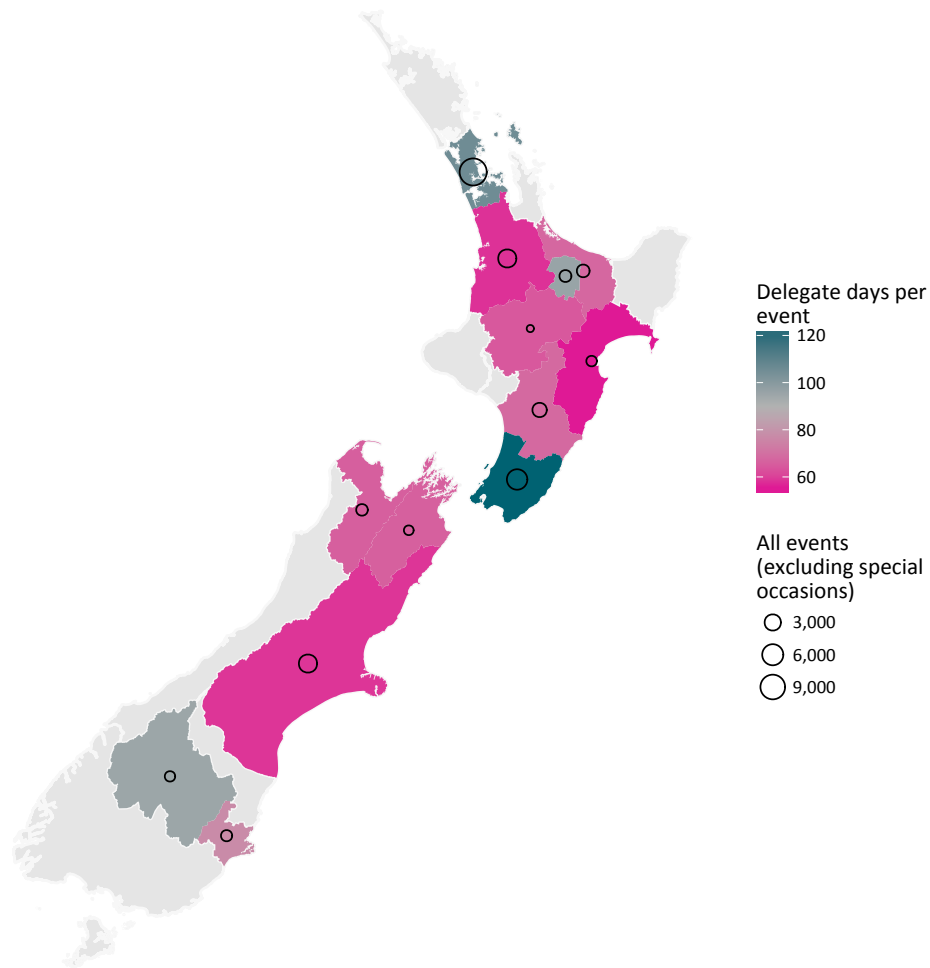 Delegate days per
event
120
100
80
60
All events
(excluding special
occasions)
3,000
6,000
9,000